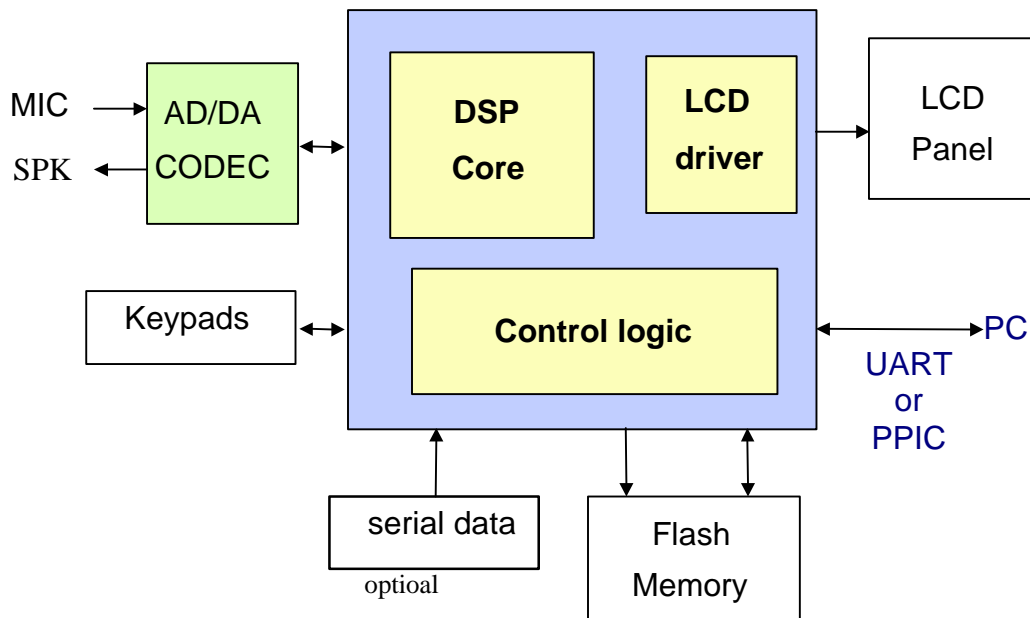 MIC
SPK
AD/DA
CODEC
DSP
Core
LCD
driver
LCD
Panel
Keypads
Control logic
PC
UART
or
PPIC
serial data
optioal
Flash
Memory